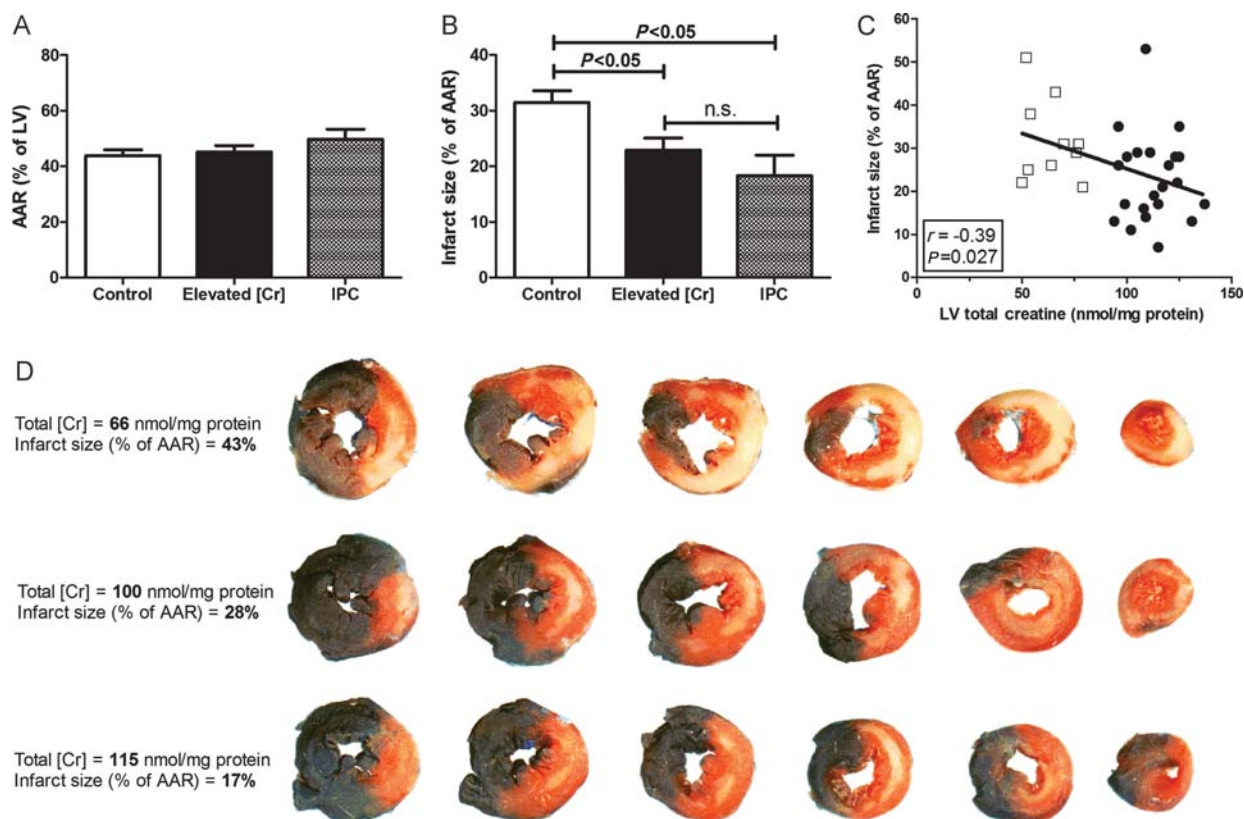 A
80
60
40
20
0
AAR (% of LV)
Control
Elevated [Cr]
IPC
B
P<0.05
P<0.05
n.s.
40
30
20
10
0
Infarct size (% of AAR)
Control
Elevated [Cr]
IPC
C
60
50
40
30
20
10
0
Infarct size (% of AAR)
r = -0.39
P=0.027
0
50
100
150
LV total creatine (nmol/mg protein)
D
Total [Cr] = 66 nmol/mg protein
Infarct size (% of AAR) = 43%
Total [Cr] = 100 nmol/mg protein
Infarct size (% of AAR) = 28%
Total [Cr] = 115 nmol/mg protein
Infarct size (% of AAR) = 17%